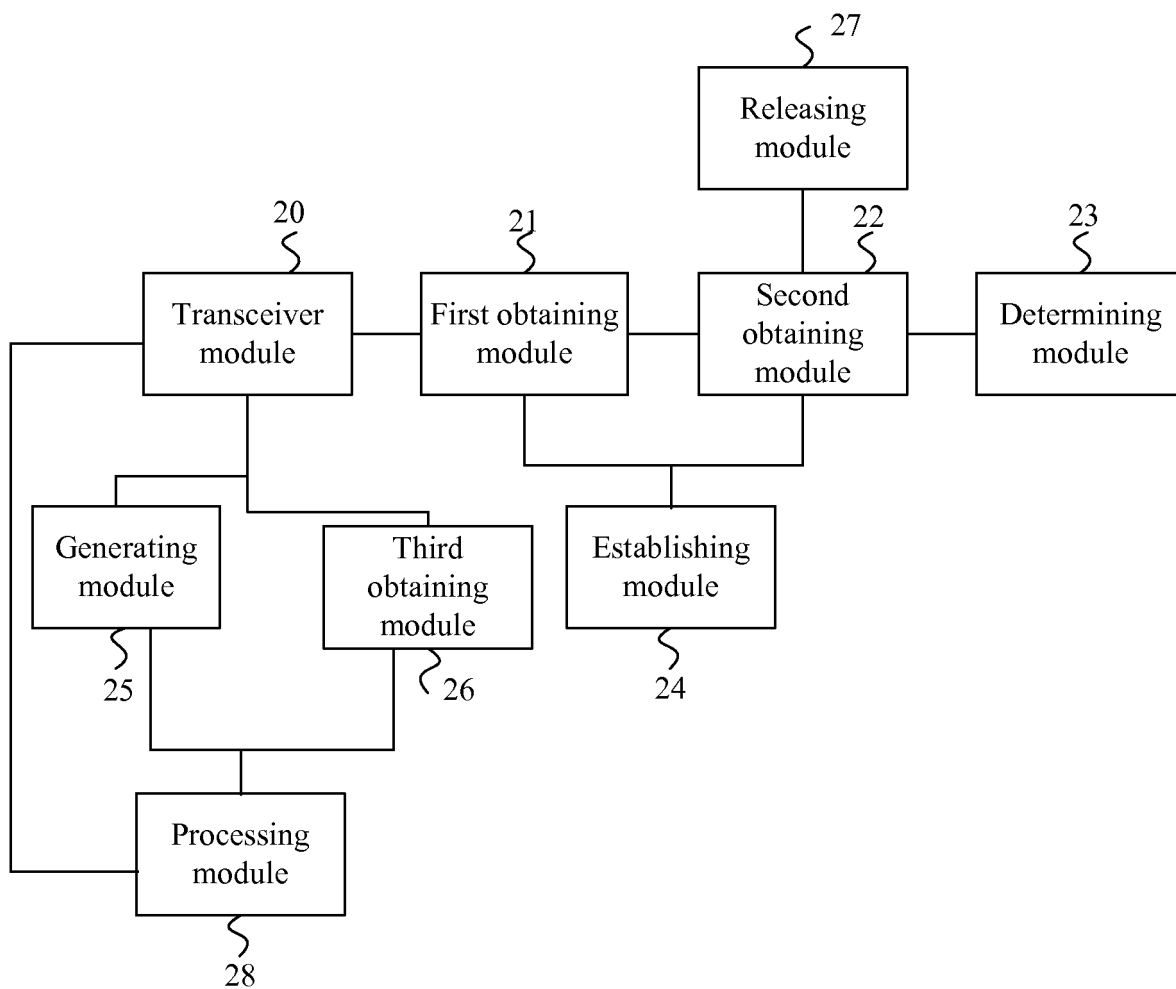 27
Releasing
module
20
21
22
23
Transceiver
module
First obtaining
module
Second
obtaining
module
Determining
module
Generating
module
Third
obtaining
module
Establishing
module
25
26
24
Processing
module
28